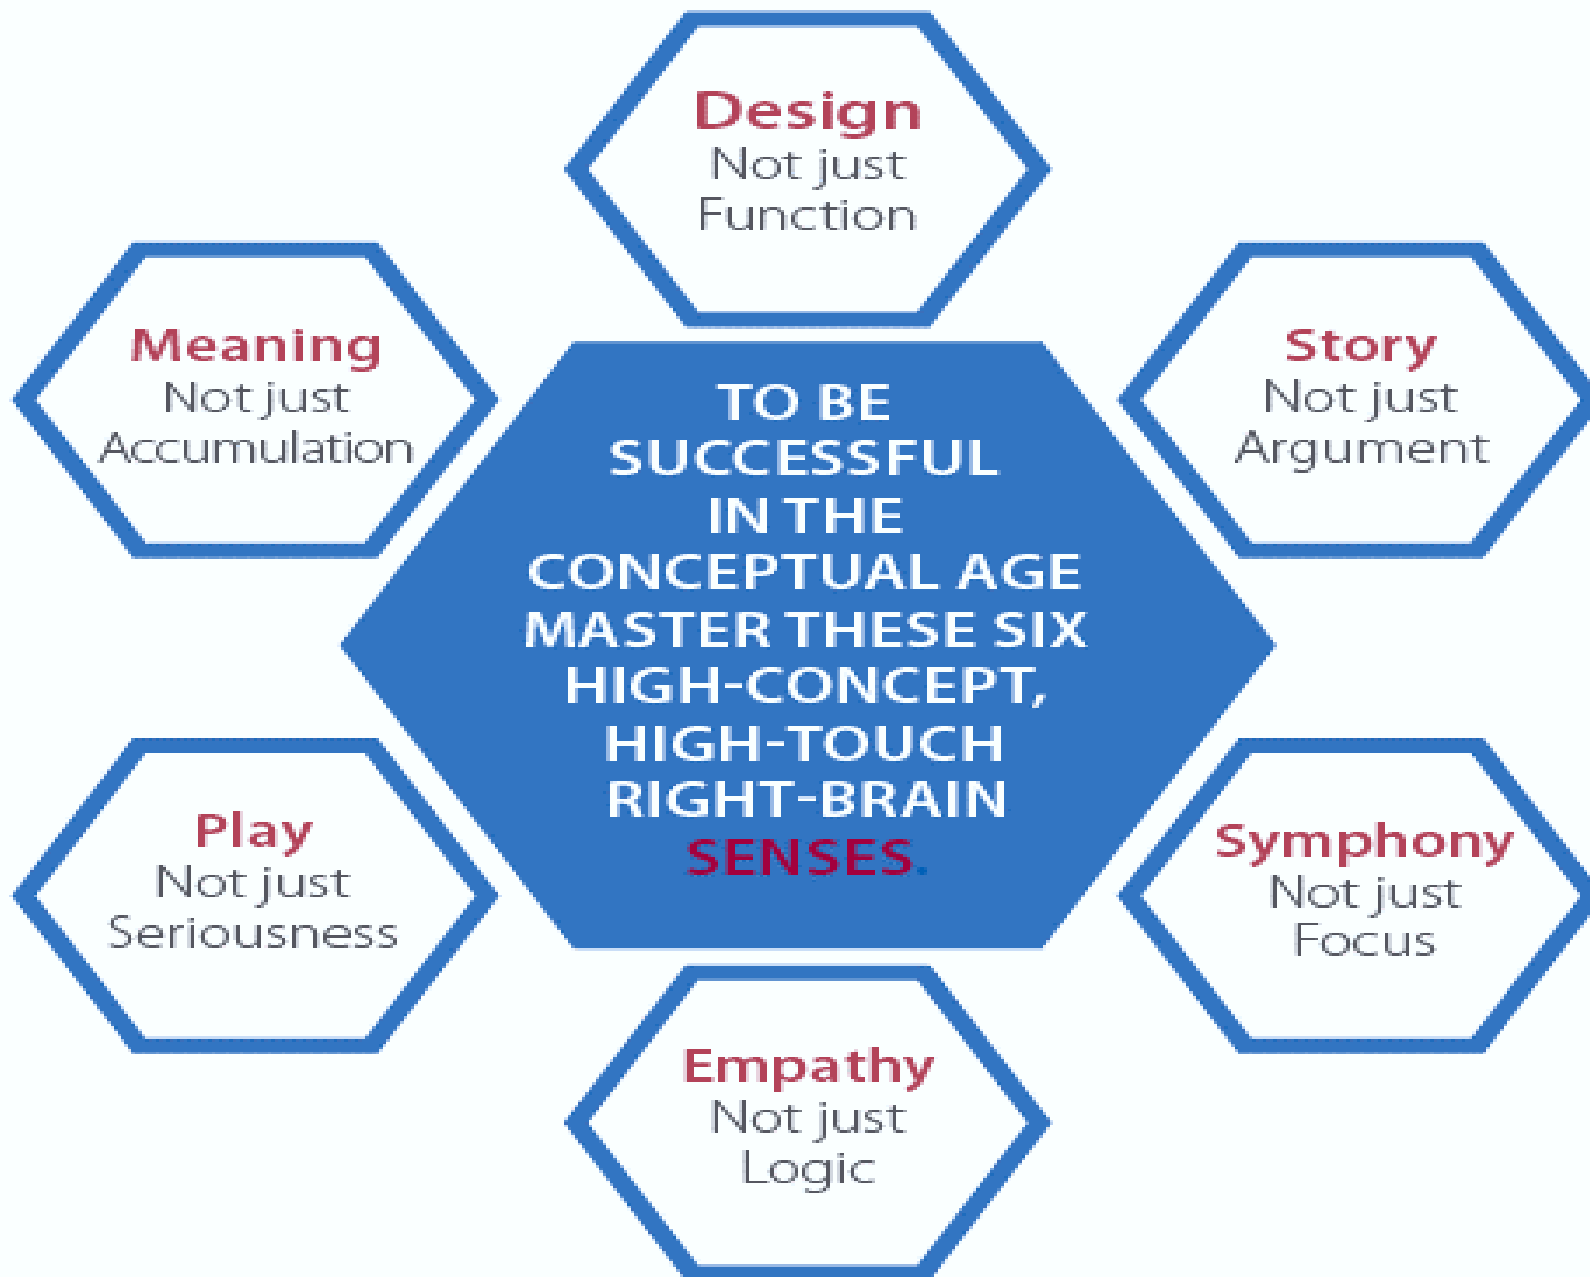 Design
Not just
Function
Story
Not just
Argument
Symphony
Not just
Focus
Empathy
Not just
Logic
Play
Not just
Seriousness
Meaning
Not just
Accumulation
TO BE
SUCCESSFUL
IN THE
CONCEPTUAL AGE
MASTER THESE SIX
HIGH-CONCEPT,
HIGH-TOUCH
RIGHT-BRAIN
SENSES.